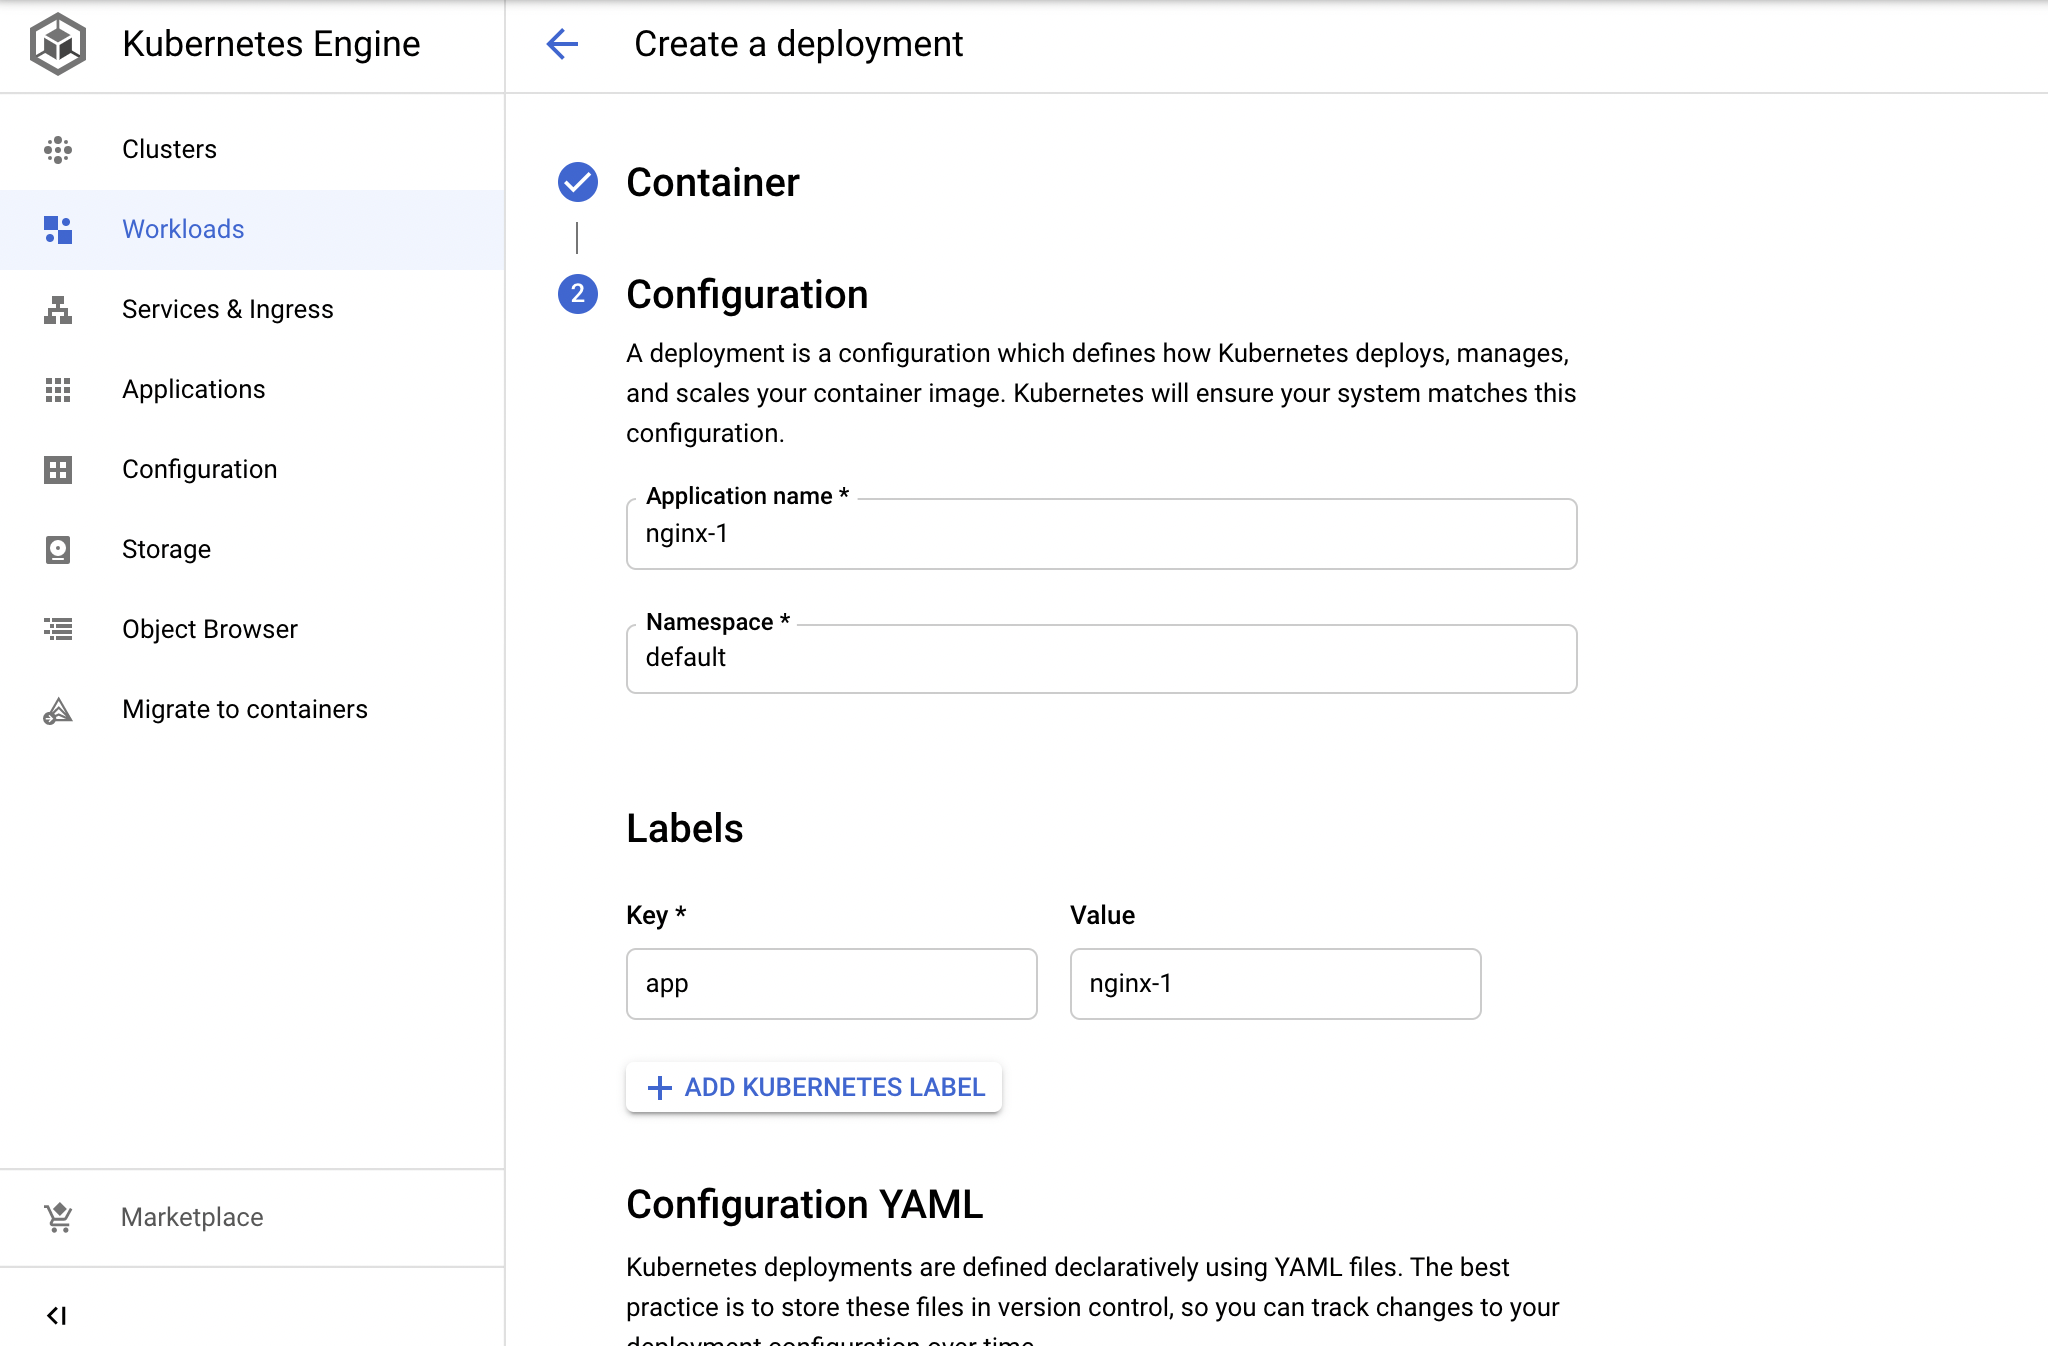 Kubernetes Engine
Create a deployment
Clusters
Workloads
Services & Ingress
Applications
Configuration
Storage
Object Browser
Migrate to containers
Marketplace
Container
2 Configuration
A deployment is a configuration which defines how Kubernetes deploys, manages,
and scales your container image. Kubernetes will ensure your system matches this
configuration.
Application name *
nginx-1
Namespace *
default
Labels
Key * Value
app nginx-1
ADD KUBERNETES LABEL
Configuration YAML
Kubernetes deployments are defined declaratively using YAML files. The best
practice is to store these files in version control, so you can track changes to your
deployment configuration over time.